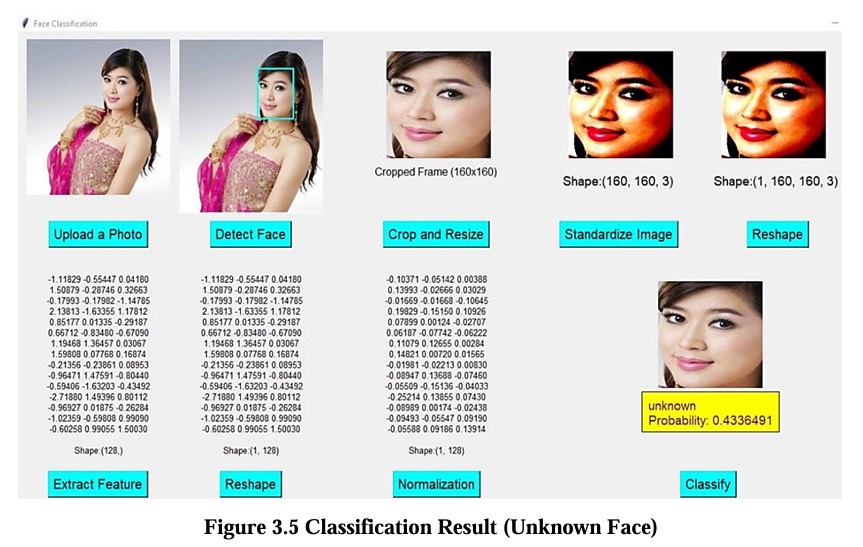 Face Classification
Cropped Frame (160x160)
Shape:(160, 160, 3)
Shape:(1, 160, 160, 3)
Upload a Photo
Detect Face
Crop and Resize
Standardize Image
Reshape
-1.11829 -0.55447 0.04180
1.50879 -0.28746 0.32663
-0.17993 -0.17982 -1.14785
2.13813 -1.63355 1.17812
0.85177 0.01335 -0.29187
0.66712 -0.83480 -0.67090
1.19468 1.36457 0.03067
1.59808 0.07768 0.16874
-0.21356 -0.23861 0.08953
-0.96471 1.47591 -0.80440
-0.59406 -1.63203 -0.43492
-2.71880 1.49396 0.80112
-0.96927 0.01875 -0.26284
-1.02359 -0.59808 0.99090
-0.60258 0.99055 1.50030
Shape:(128,)
-1.11829 -0.55447 0.04180
1.50879 -0.28746 0.32663
-0.17993 -0.17982 -1.14785
2.13813 -1.63355 1.17812
0.85177 0.01335 -0.29187
0.66712 -0.83480 -0.67090
1.19468 1.36457 0.03067
1.59808 0.07768 0.16874
-0.21356 -0.23861 0.08953
-0.96471 1.47591 -0.80440
-0.59406 -1.63203 -0.43492
-2.71880 1.49396 0.80112
-0.96927 0.01875 -0.26284
-1.02359 -0.59808 0.99090
-0.60258 0.99055 1.50030
Shape:(1, 128)
-0.10371 -0.05142 0.00388
0.13993 -0.02666 0.03029
-0.01669 -0.01668 -0.10645
0.19829 -0.15150 0.10926
0.07899 0.00124 -0.02707
0.06187 -0.07742 -0.06222
0.11079 0.12655 0.00284
0.14821 0.00720 0.01565
-0.01981 -0.02213 0.00830
-0.08947 0.13688 -0.07460
-0.05509 -0.15136 -0.04033
-0.25214 0.13855 0.07430
-0.08989 0.00174 -0.02438
-0.09493 -0.05547 0.09190
-0.05588 0.09186 0.13914
Shape:(1, 128)
unknown
Probability: 0.4336491
Extract Feature
Reshape
Normalization
Classify
Figure 3.5 Classification Result (Unknown Face)